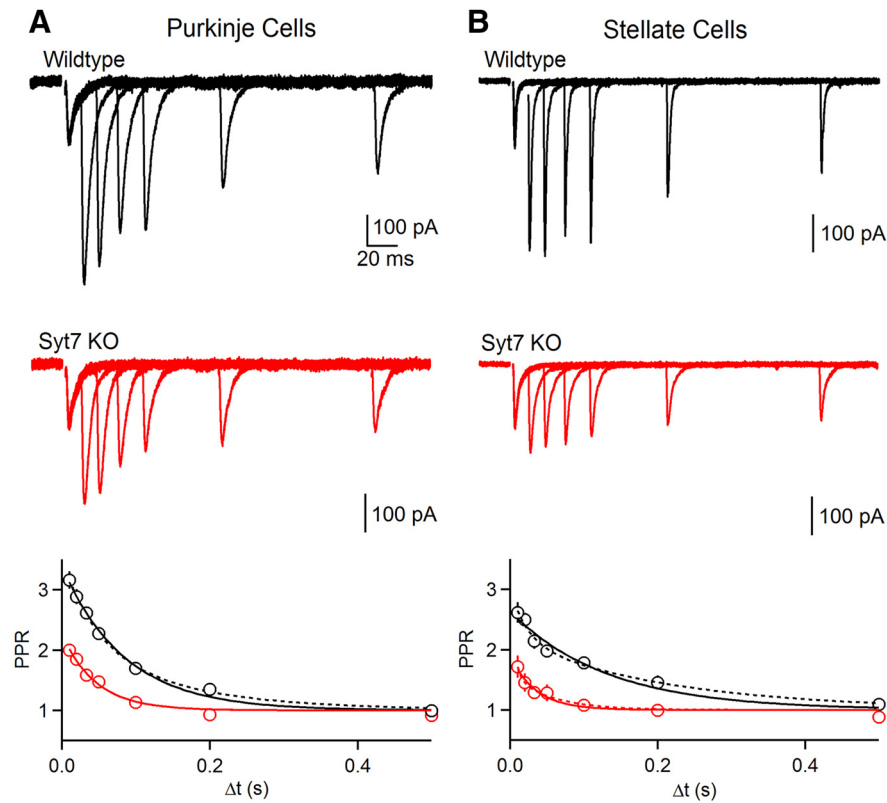 A
Purkinje Cells
Wildtype
100 pA
20 ms
Syt7 KO
100 pA
3
2
1
PPR
0.0
0.2
0.4
Δt (s)
B
Stellate Cells
Wildtype
100 pA
Syt7 KO
100 pA
3
2
1
PPR
0.0
0.2
0.4
Δt (s)